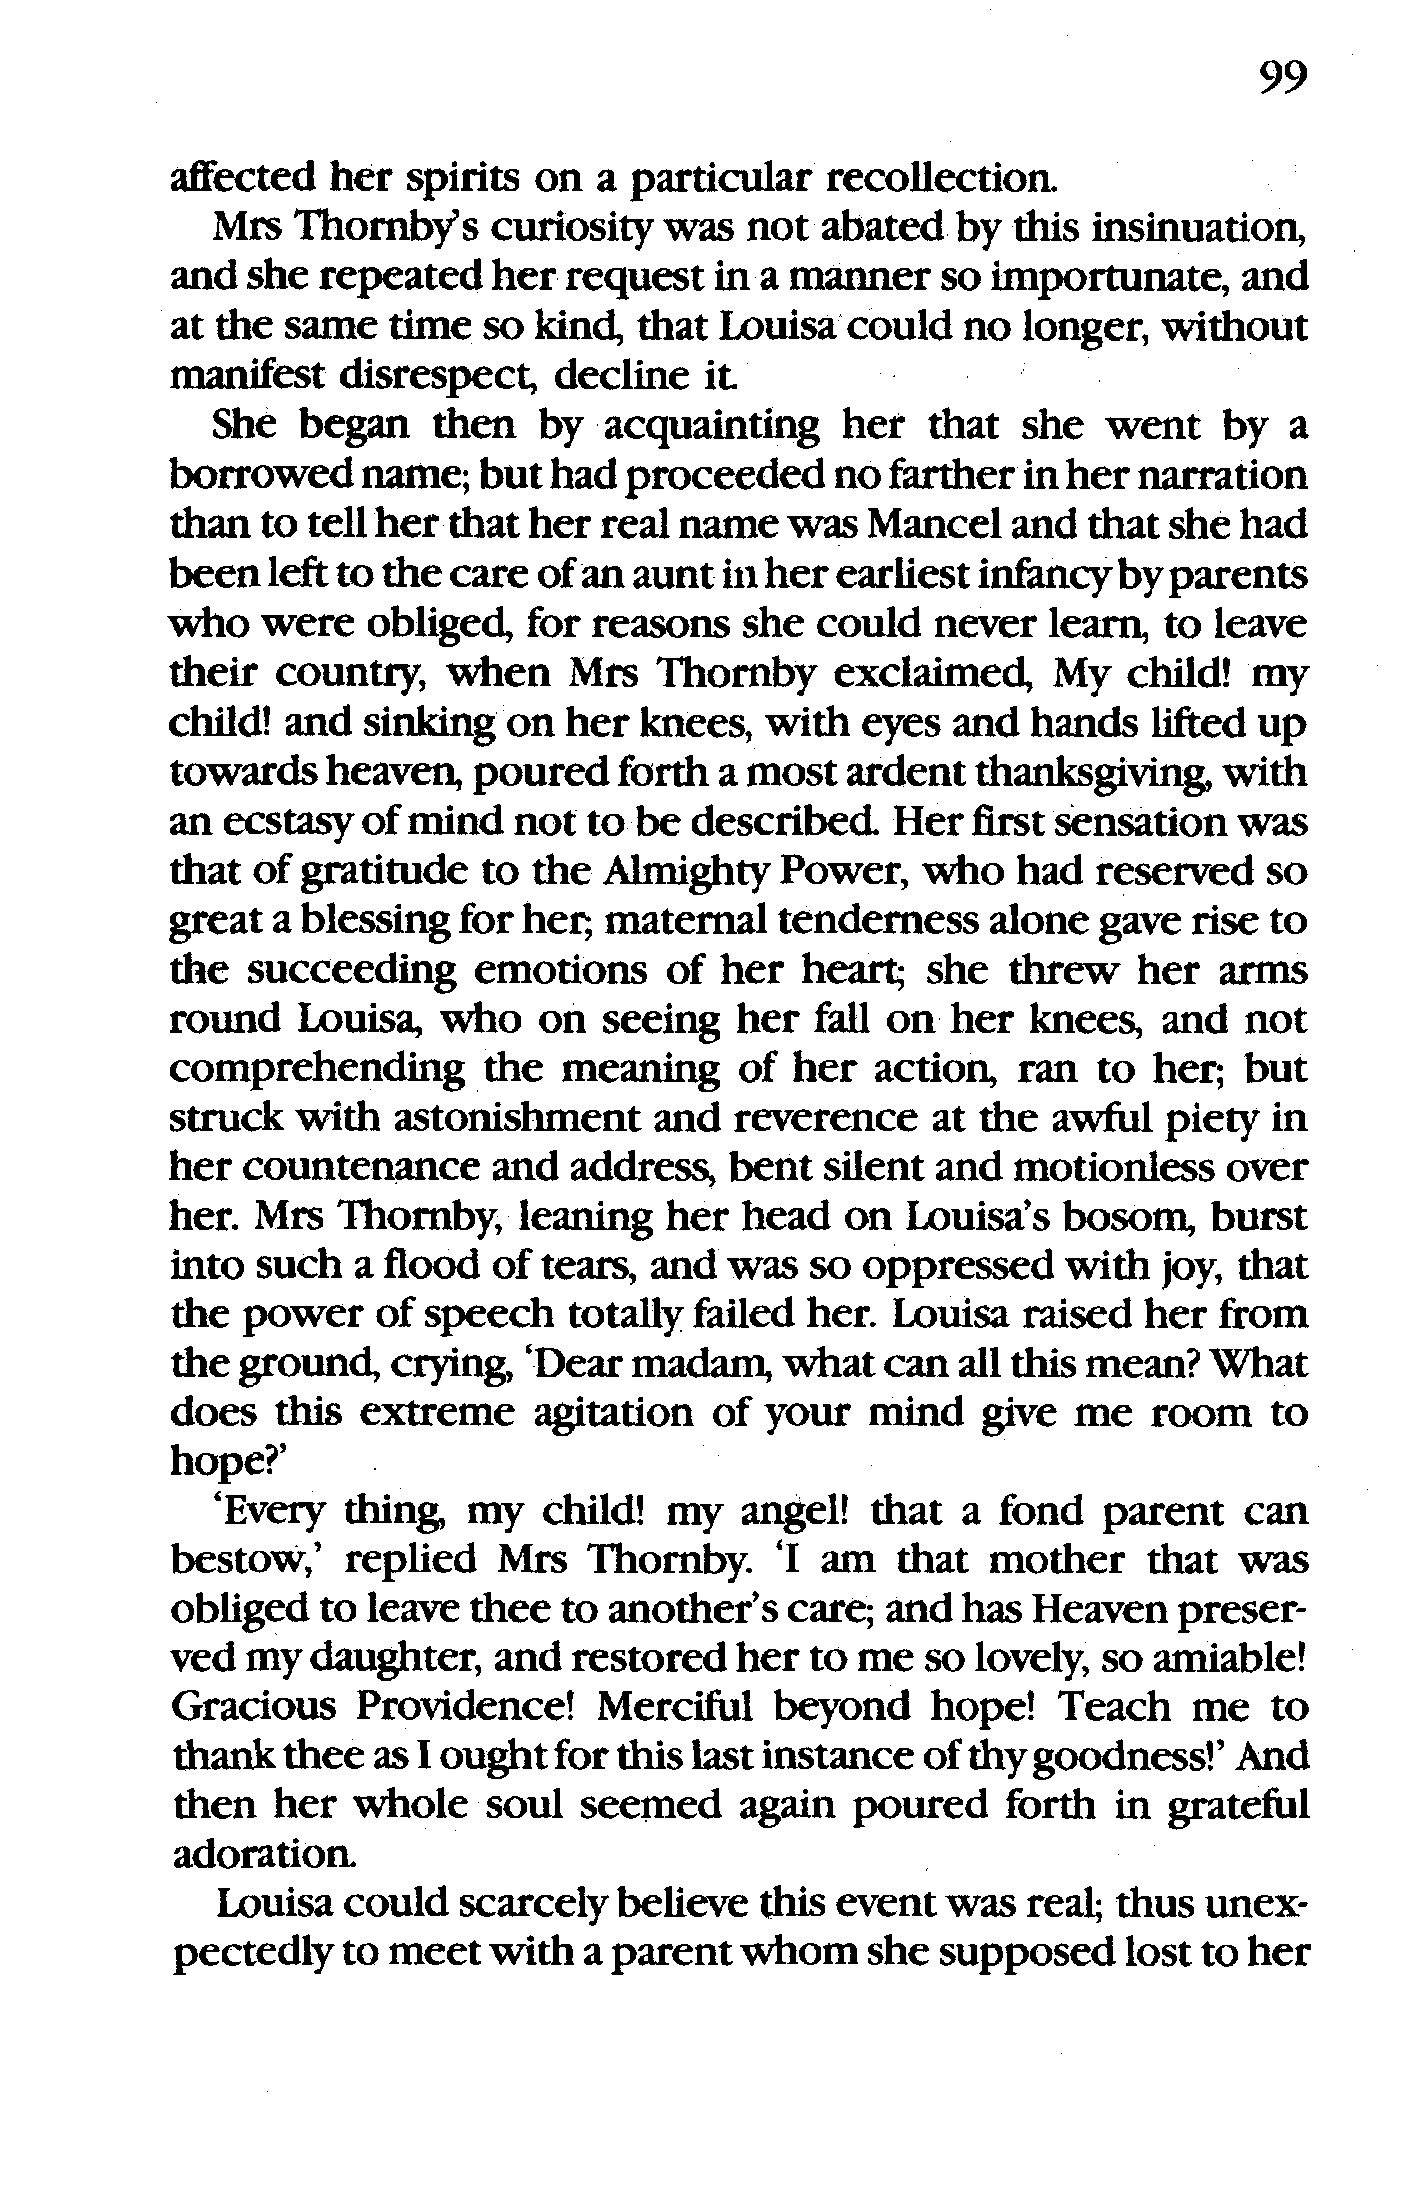 99
affected her spirits on a particular recollection.
Mrs Thornby's curiosity was not abated by this insinuation,
and she repeated her request in a manner so importunate, and
at the same time so kind, that Louisa could no longer, without
manifest disrespect, decline it.
She began then by acquainting her that she went by a
borrowed name; but had proceeded no farther in her narration
than to tell her that her real name was Mancel and that she had
been left to the care of an aunt in her earliest infancy by parents
who were obliged, for reasons she could never learn, to leave
their country, when Mrs Thornby exclaimed, My child! my
child! and sinking on her knees, with eyes and hands lifted up
towards heaven, poured forth a most ardent thanksgiving, with
an ecstasy of mind not to be described. Her first sensation was
that of gratitude to the Almighty Power, who had reserved so
great a blessing for her; maternal tenderness alone gave rise to
the succeeding emotions of her heart; she threw her arms
round Louisa, who on seeing her fall on her knees, and not
comprehending the meaning of her action, ran to her; but
struck with astonishment and reverence at the awful piety in
her countenance and address, bent silent and motionless over
her. Mrs Thornby, leaning her head on Louisa's bosom, burst
into such a flood of tears, and was so oppressed with joy, that
the power of speech totally failed her. Louisa raised her from
the ground, crying, 'Dear madam, what can all this mean? What
does this extreme agitation of your mind give me room to
hope?'
'Every thing, my child! my angel! that a fond parent can
bestow,' replied Mrs Thornby. 'I am that mother that was
obliged to leave thee to another's care; and has Heaven preser-
ved my daughter, and restored her to me so lovely, so amiable!
Gracious Providence! Merciful beyond hope! Teach me to
thank thee as I ought for this last instance of thy goodness!' And
then her whole soul seemed again poured forth in grateful
adoration.
Louisa could scarcely believe this event was real; thus unex-
pectedly to meet with a parent whom she supposed lost to her